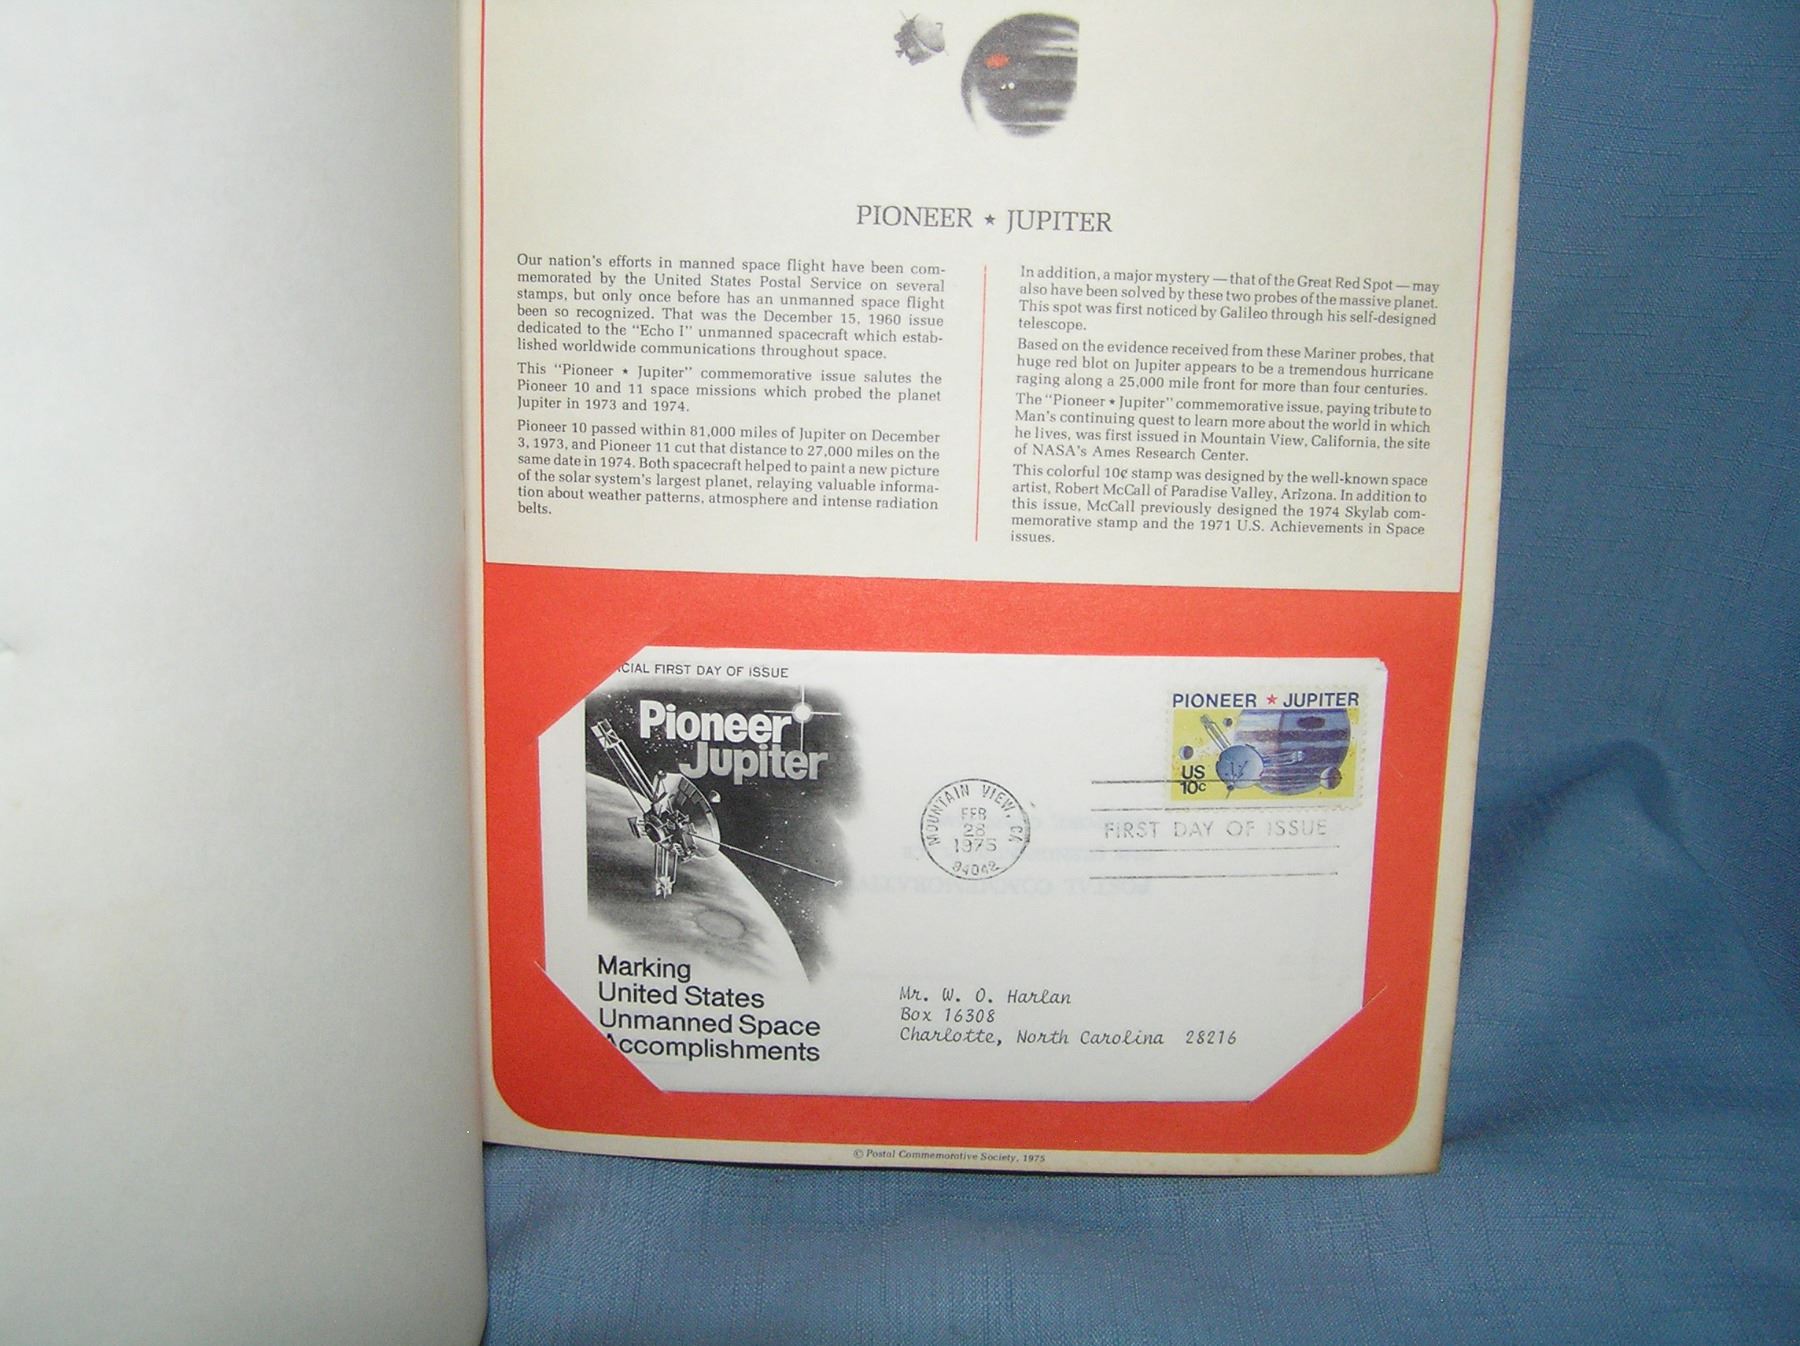 PIONEER ★ JUPITER
Our nation's efforts in manned space flight have been com-
memorated by the United States Postal Service on several
stamps, but only once before has an unmanned space flight
been so recognized. That was the December 15, 1960 issue
dedicated to the "Echo I" unmanned spacecraft which estab-
lished worldwide communications throughout space.
This "Pioneer ★ Jupiter" commemorative issue salutes the
Pioneer 10 and 11 space missions which probed the planet
Jupiter in 1973 and 1974.
Pioneer 10 passed within 81,000 miles of Jupiter on December
3, 1973, and Pioneer 11 cut that distance to 27,000 miles on the
same date in 1974. Both spacecraft helped to paint a new picture
of the solar system's largest planet, relaying valuable informa-
tion about weather patterns, atmosphere and intense radiation
belts.
In addition, a major mystery — that of the Great Red Spot — may
also have been solved by these two probes of the massive planet.
This spot was first noticed by Galileo through his self-designed
telescope.
Based on the evidence received from these Mariner probes, that
huge red blot on Jupiter appears to be a tremendous hurricane
raging along a 25,000 mile front for more than four centuries.
The "Pioneer ★ Jupiter" commemorative issue, paying tribute to
Man's continuing quest to learn more about the world in which
he lives, was first issued in Mountain View, California, the site
of NASA's Ames Research Center.
This colorful 10¢ stamp was designed by the well-known space
artist, Robert McCall of Paradise Valley, Arizona. In addition to
this issue, McCall previously designed the 1974 Skylab com-
memorative stamp and the 1971 U.S. Achievements in Space
issues.
CIAL FIRST DAY OF ISSUE
Pioneer
Jupiter
PIONEER ★ JUPITER
US
10c
MOUNTAIN VIEW, CA
FEB
28
1975
94042
FIRST DAY OF ISSUE
Marking
United States
Unmanned Space
Accomplishments
Mr. W. O. Harlan
Box 16308
Charlotte, North Carolina 28216
© Postal Commemorative Society, 1975